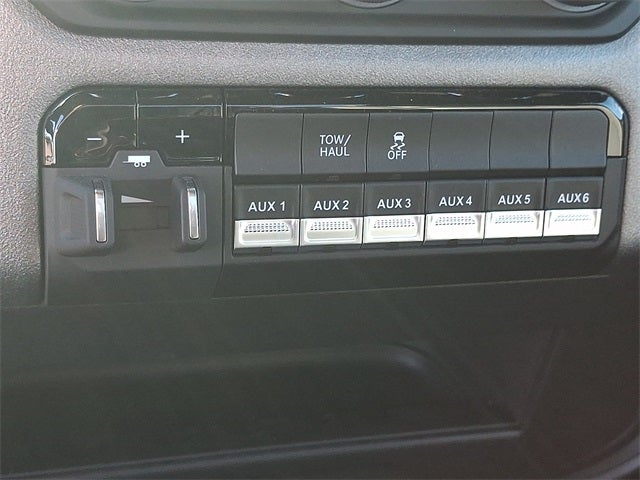 − +
TOW/
HAUL
OFF
AUX 1 AUX 2 AUX 3 AUX 4 AUX 5 AUX 6